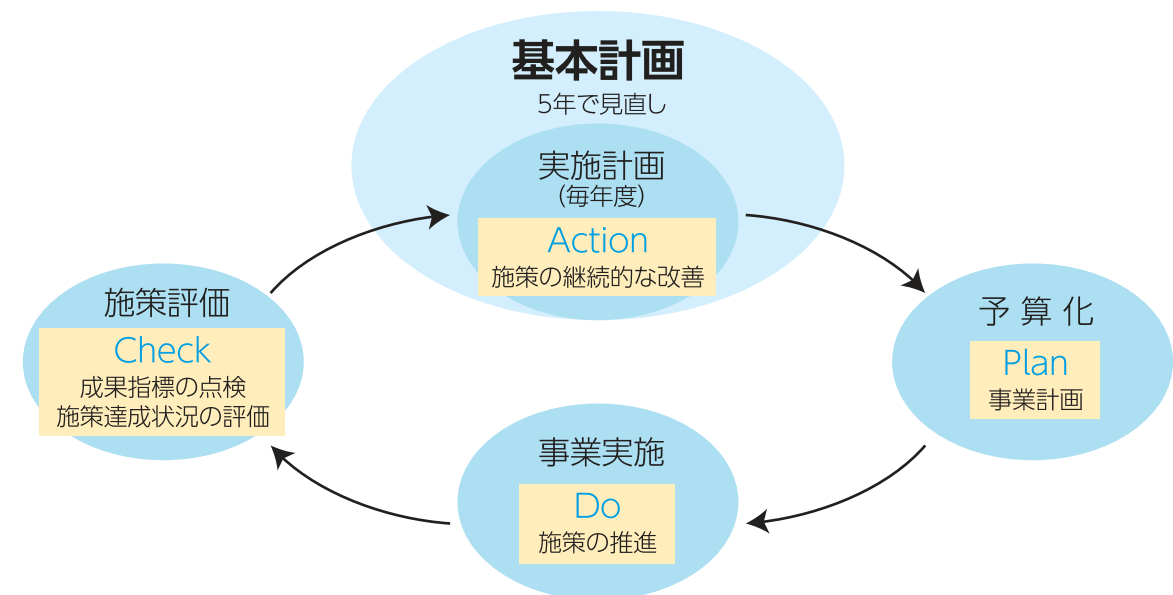 基本計画
5年で見直し
実施計画
（毎年度）
Action
施策の継続的な改善
予算化
Plan
事業計画
事業実施
Do
施策の推進
施策評価
Check
成果指標の点検
施策達成状況の評価